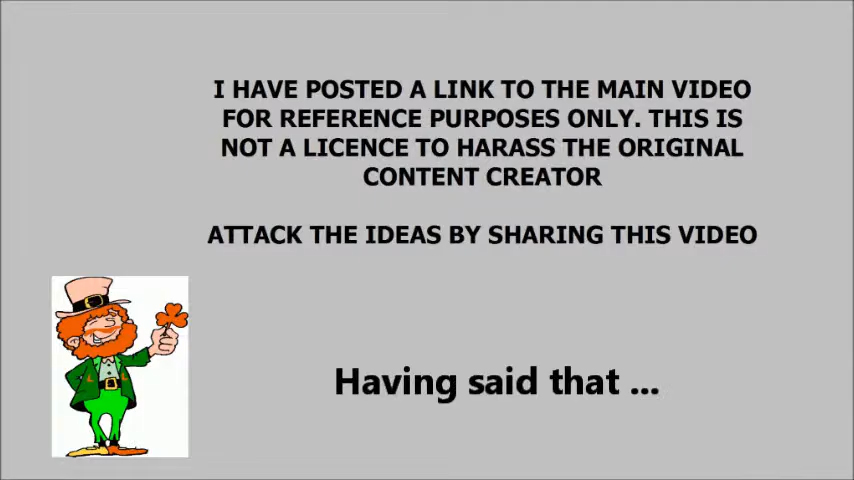 I HAVE POSTED A LINK TO THE MAIN VIDEO
FOR REFERENCE PURPOSES ONLY. THIS IS
NOT A LICENCE TO HARASS THE ORIGINAL
CONTENT CREATOR
ATTACK THE IDEAS BY SHARING THIS VIDEO
Having said that ...